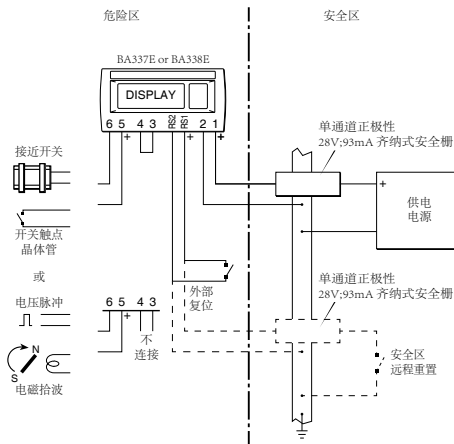 危险区
安全区
BA337E or BA338E
DISPLAY
6 5 4 3 RS2 RS1 2 1
+ + +
接近开关
开关触点
晶体管
或
电压脉冲
电磁拾波
N
S
6 5 4 3
+
不
连接
外部
复位
单通道正极性
28V;93mA 齐纳式安全栅
+
供电
电源
单通道正极性
28V;93mA 齐纳式安全栅
安全区
远程重置